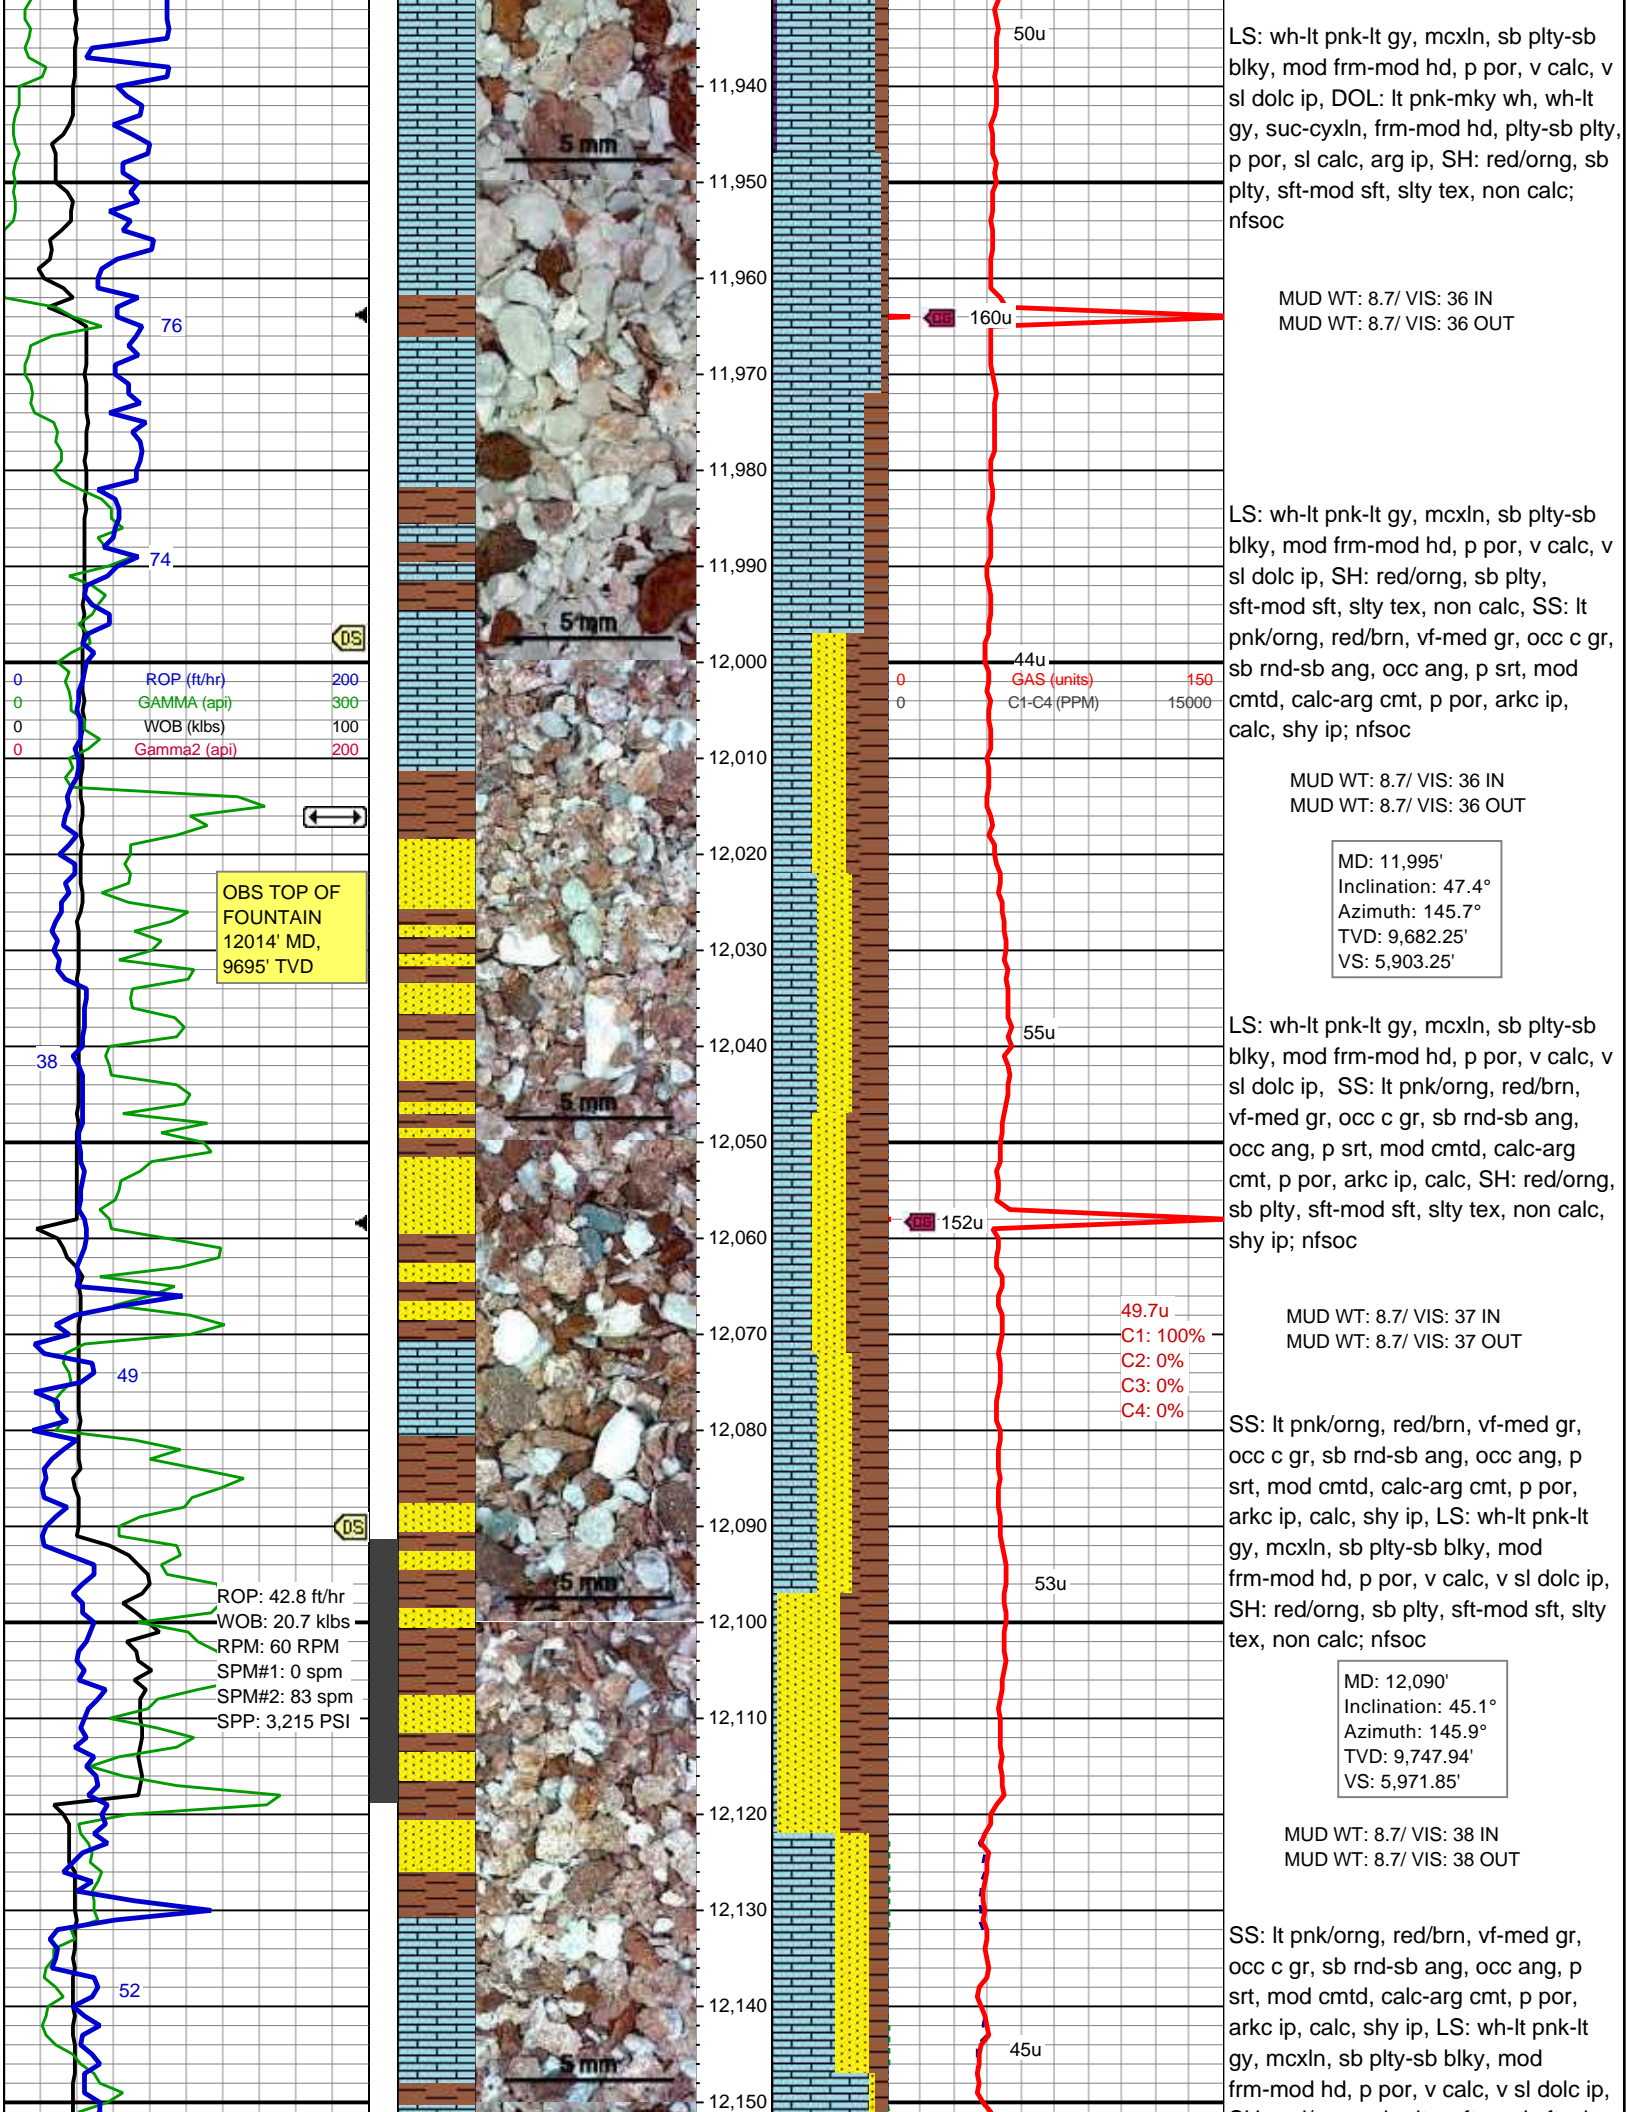 50u
LS: wh-lt pnk-lt gy, mcxln, sb plty-sb
blky, mod frm-mod hd, p por, v calc, v
sl dolc ip, DOL: lt pnk-mky wh, wh-lt
gy, suc-cyxln, frm-mod hd, plty-sb plty,
p por, sl calc, arg ip, SH: red/orng, sb
plty, sft-mod sft, slty tex, non calc;
nfsoc
11,940
5 mm
11,950
11,960
MUD WT: 8.7/ VIS: 36 IN
MUD WT: 8.7/ VIS: 36 OUT
76
CG
160u
11,970
11,980
LS: wh-lt pnk-lt gy, mcxln, sb plty-sb
blky, mod frm-mod hd, p por, v calc, v
sl dolc ip, SH: red/orng, sb plty,
sft-mod sft, slty tex, non calc, SS: lt
pnk/orng, red/brn, vf-med gr, occ c gr,
sb rnd-sb ang, occ ang, p srt, mod
cmtd, calc-arg cmt, p por, arkc ip,
calc, shy ip; nfsoc
74
11,990
5 mm
DS
12,000
44u
0 ROP (ft/hr) 200
0 GAMMA (api) 300
0 WOB (klbs) 100
0 Gamma2 (api) 200
0 GAS (units) 150
0 C1-C4 (PPM) 15000
12,010
MUD WT: 8.7/ VIS: 36 IN
MUD WT: 8.7/ VIS: 36 OUT
12,020
MD: 11,995'
Inclination: 47.4°
Azimuth: 145.7°
TVD: 9,682.25'
VS: 5,903.25'
OBS TOP OF
FOUNTAIN
12014' MD,
9695' TVD
12,030
55u
LS: wh-lt pnk-lt gy, mcxln, sb plty-sb
blky, mod frm-mod hd, p por, v calc, v
sl dolc ip, SS: lt pnk/orng, red/brn,
vf-med gr, occ c gr, sb rnd-sb ang,
occ ang, p srt, mod cmtd, calc-arg
cmt, p por, arkc ip, calc, SH: red/orng,
sb plty, sft-mod sft, slty tex, non calc,
shy ip; nfsoc
38
12,040
5 mm
12,050
152u
12,060
MUD WT: 8.7/ VIS: 37 IN
MUD WT: 8.7/ VIS: 37 OUT
49.7u
C1: 100%
C2: 0%
C3: 0%
C4: 0%
12,070
49
12,080
SS: lt pnk/orng, red/brn, vf-med gr,
occ c gr, sb rnd-sb ang, occ ang, p
srt, mod cmtd, calc-arg cmt, p por,
arkc ip, calc, shy ip, LS: wh-lt pnk-lt
gy, mcxln, sb plty-sb blky, mod
frm-mod hd, p por, v calc, v sl dolc ip,
SH: red/orng, sb plty, sft-mod sft, slty
tex, non calc; nfsoc
DS
12,090
5 mm
53u
ROP: 42.8 ft/hr
WOB: 20.7 klbs
RPM: 60 RPM
SPM#1: 0 spm
SPM#2: 83 spm
SPP: 3,215 PSI
12,100
12,110
MD: 12,090'
Inclination: 45.1°
Azimuth: 145.9°
TVD: 9,747.94'
VS: 5,971.85'
12,120
MUD WT: 8.7/ VIS: 38 IN
MUD WT: 8.7/ VIS: 38 OUT
12,130
52
12,140
5 mm
45u
12,150
SS: lt pnk/orng, red/brn, vf-med gr,
occ c gr, sb rnd-sb ang, occ ang, p
srt, mod cmtd, calc-arg cmt, p por,
arkc ip, calc, shy ip, LS: wh-lt pnk-lt
gy, mcxln, sb plty-sb blky, mod
frm-mod hd, p por, v calc, v sl dolc ip,